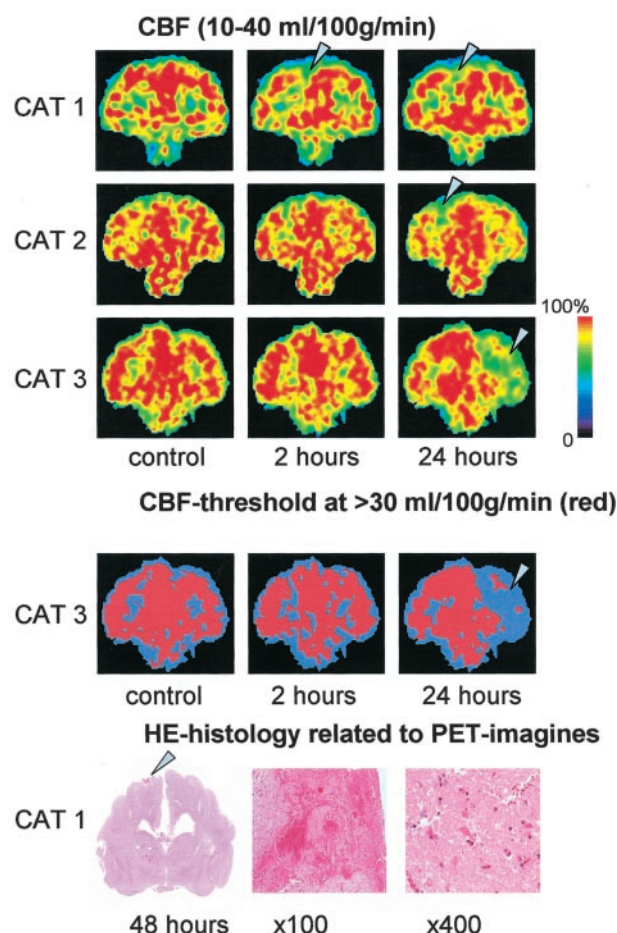 CBF (10-40 ml/100g/min)
CAT 1
CAT 2
100%
CAT 3
0
control 2 hours 24 hours
CBF-threshold at >30 ml/100g/min (red)
CAT 3
control 2 hours 24 hours
HE-histology related to PET-imagines
CAT 1
48 hours x100 x400